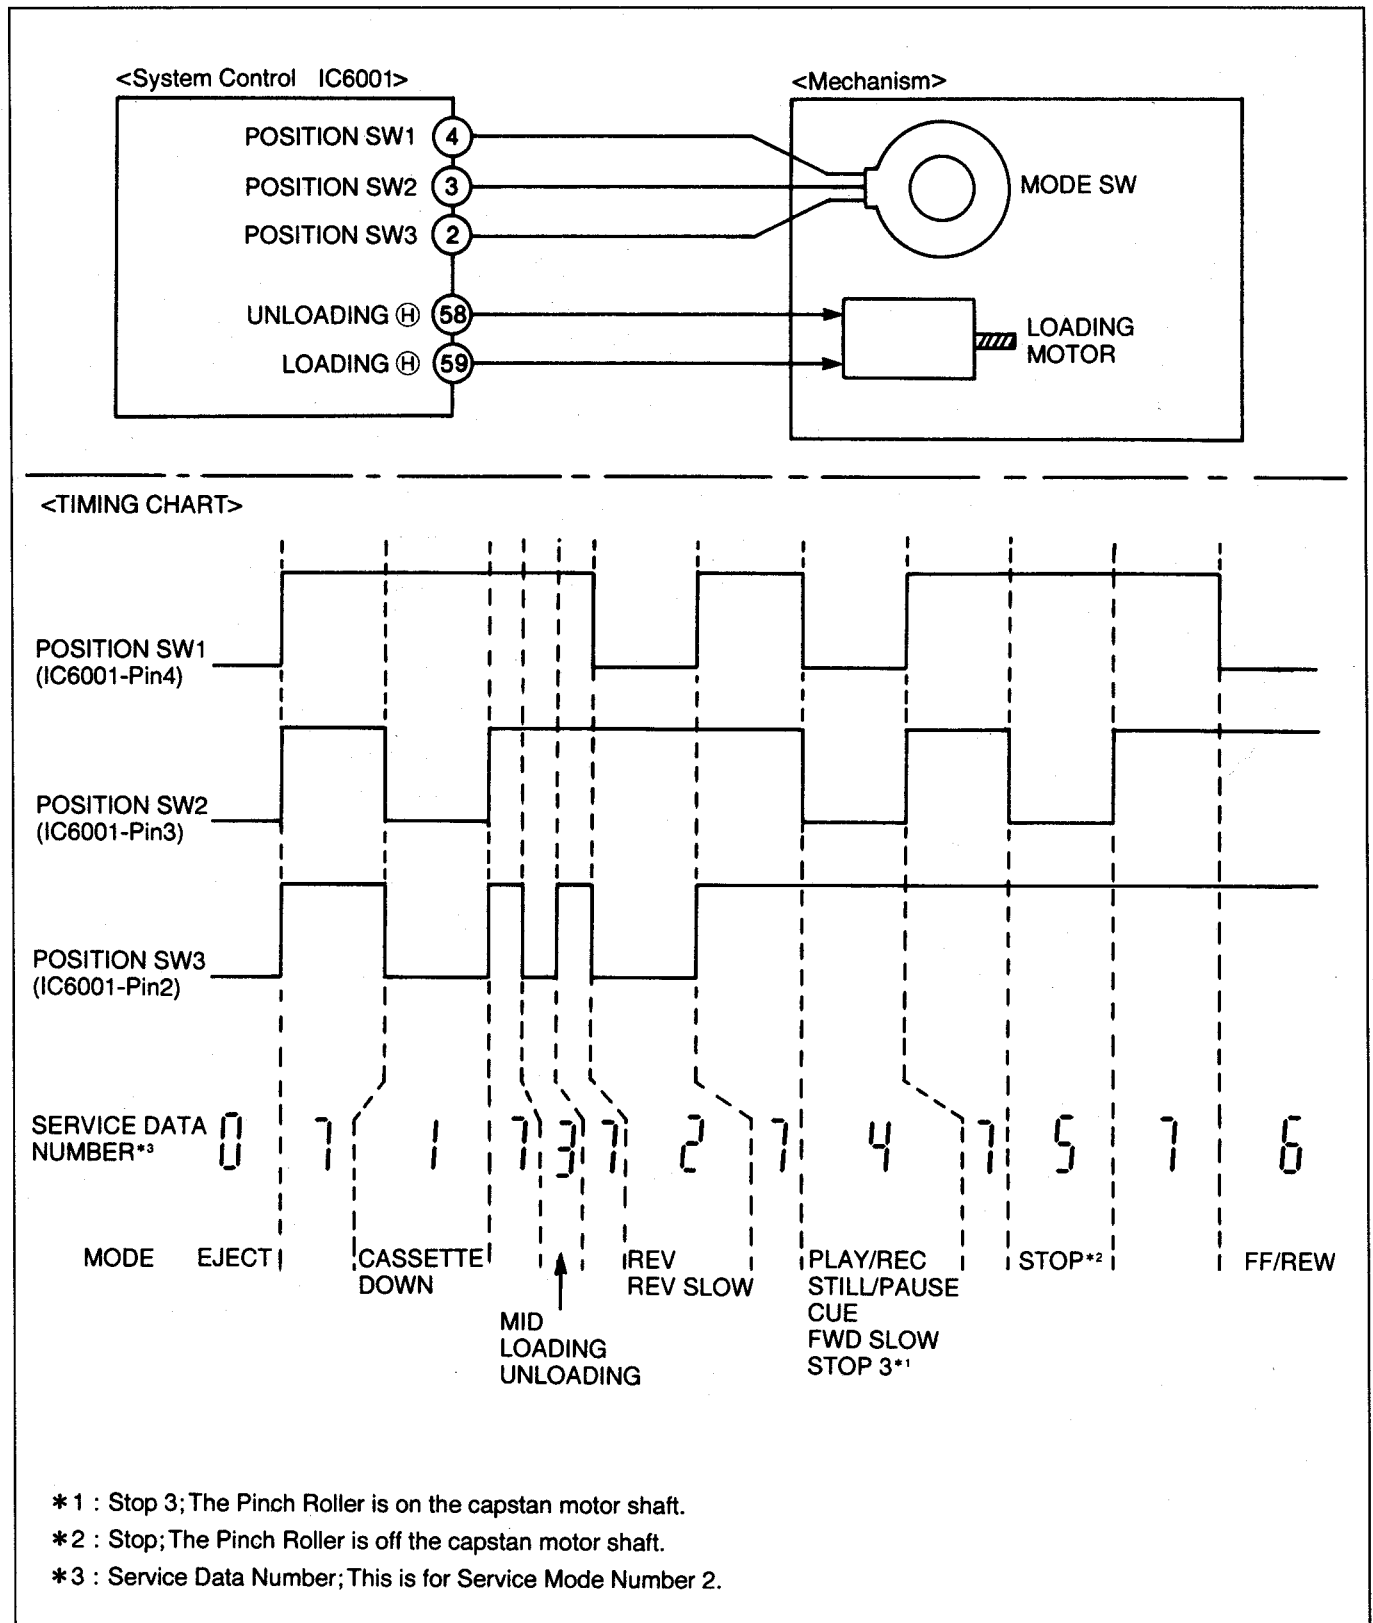 <System Control IC6001>
<Mechanism>
POSITION SW1 4
POSITION SW2 3
POSITION SW3 2
MODE SW
UNLOADING Ⓗ 58
LOADING Ⓗ 59
LOADING
MOTOR
<TIMING CHART>
POSITION SW1
(IC6001-Pin4)
POSITION SW2
(IC6001-Pin3)
POSITION SW3
(IC6001-Pin2)
SERVICE DATA
NUMBER*3
0 7 1 7 3 7 2 7 4 7 5 7 6
MODE EJECT
CASSETTE
DOWN
MID
LOADING
UNLOADING
REV
REV SLOW
PLAY/REC
STILL/PAUSE
CUE
FWD SLOW
STOP 3*1
STOP*2
FF/REW
*1 : Stop 3; The Pinch Roller is on the capstan motor shaft.
*2 : Stop; The Pinch Roller is off the capstan motor shaft.
*3 : Service Data Number; This is for Service Mode Number 2.